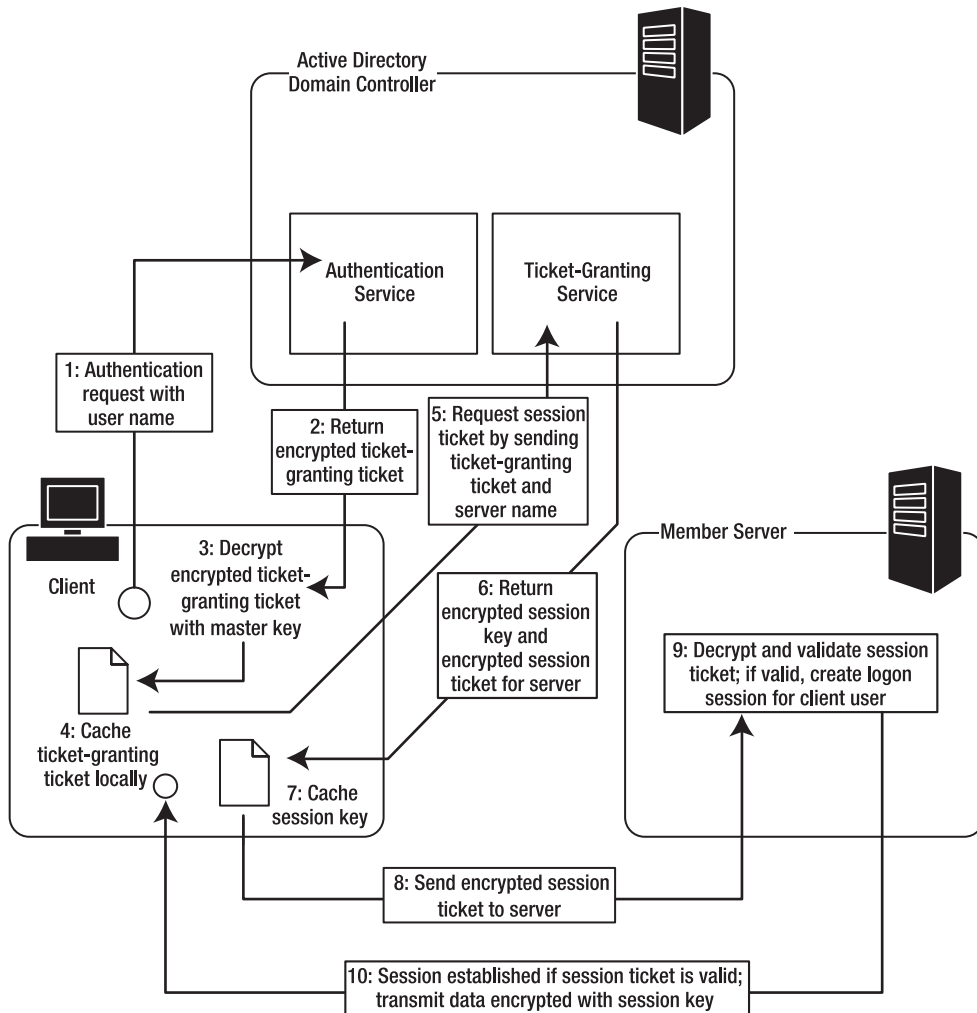 Active Directory
Domain Controller
Authentication
Service
Ticket-Granting
Service
1: Authentication
request with
user name
2: Return
encrypted ticket-
granting ticket
5: Request session
ticket by sending
ticket-granting
ticket and
server name
Client
3: Decrypt
encrypted ticket-
granting ticket
with master key
Member Server
6: Return
encrypted session
key and
encrypted session
ticket for server
9: Decrypt and validate session
ticket; if valid, create logon
session for client user
4: Cache
ticket-granting
ticket locally
7: Cache
session key
8: Send encrypted session
ticket to server
10: Session established if session ticket is valid;
transmit data encrypted with session key